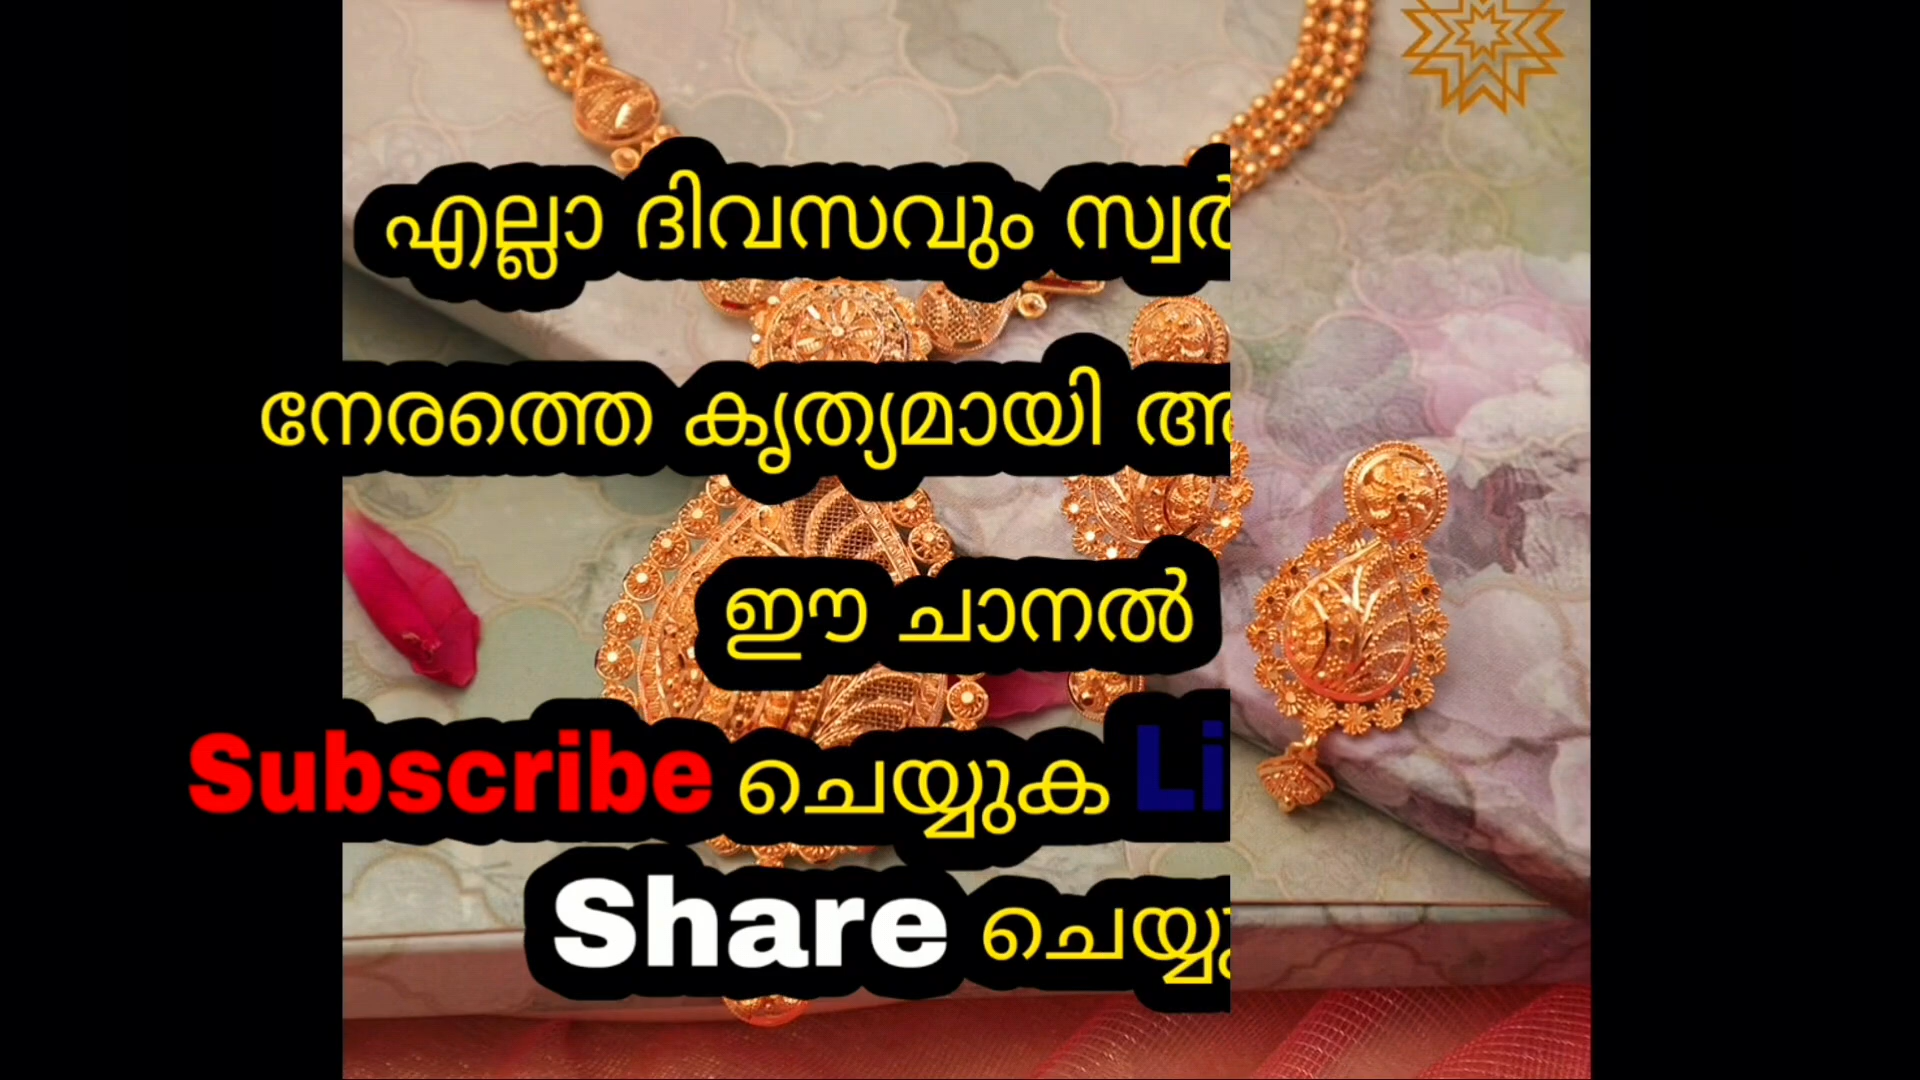 എല്ലാ ദിവസവും
നേരത്തെ കൃത്യമായി
ഈ ചാനൽ
Subscribe ചെയ്യുക
Share